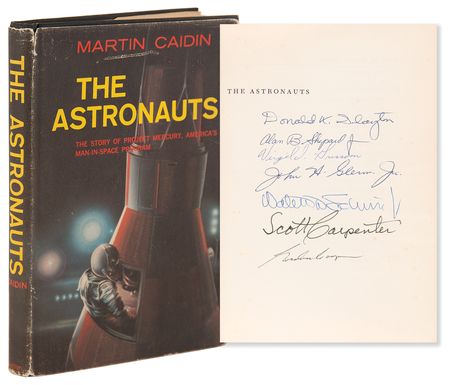 THE ASTRONAUTS
CAIDIN
MARTIN CAIDIN
THE
ASTRONAUTS
THE STORY OF PROJECT MERCURY, AMERICA'S
MAN-IN-SPACE PROGRAM
THE ASTRONAUTS
Donald K. Slayton
Alan B. Shepard Jr
Virgil I. Grissom
John H. Glenn Jr.
Scott Carpenter